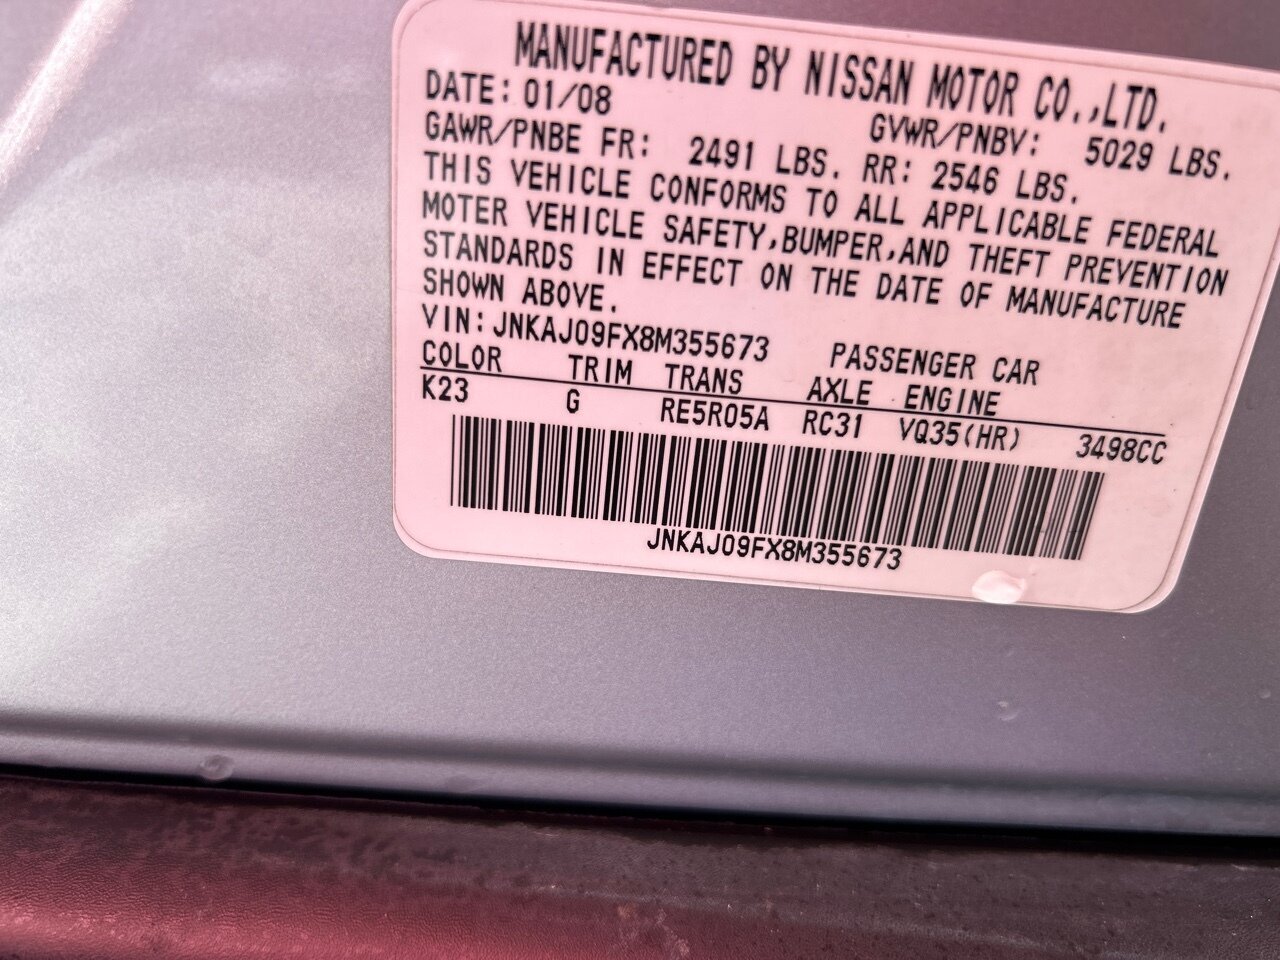 MANUFACTURED BY NISSAN MOTOR CO.,LTD.
DATE: 01/08 GVWR/PNBV: 5029 LBS.
GAWR/PNBE FR: 2491 LBS. RR: 2546 LBS.
THIS VEHICLE CONFORMS TO ALL APPLICABLE FEDERAL
MOTER VEHICLE SAFETY,BUMPER,AND THEFT PREVENTION
STANDARDS IN EFFECT ON THE DATE OF MANUFACTURE
SHOWN ABOVE.
VIN: JNKAJ09FX8M355673 PASSENGER CAR
COLOR TRIM TRANS AXLE ENGINE
K23 G RE5R05A RC31 VQ35(HR) 3498CC
JNKAJ09FX8M355673